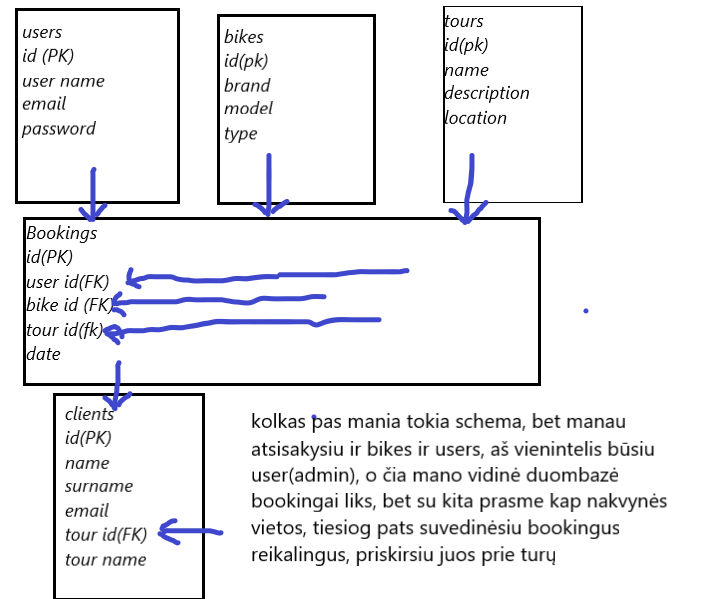 users
id (PK)
user name
email
password
bikes
id(pk)
brand
model
type
tours
id(pk)
name
description
location
Bookings
id(PK)
user id(FK)
bike id (FK)
tour id(fk)
date
clients
id(PK)
name
surname
email
tour id(FK)
tour name
kolkas pas mania tokia schema, bet manau
atsisakysiu ir bikes ir users, aš vienintelis būsiu
user(admin), o čia mano vidinė duombazė
bookingai liks, bet su kita prasme kap nakvynės
vietos, tiesiog pats suvedinėsiu bookingus
reikalingus, priskirsiu juos prie turų